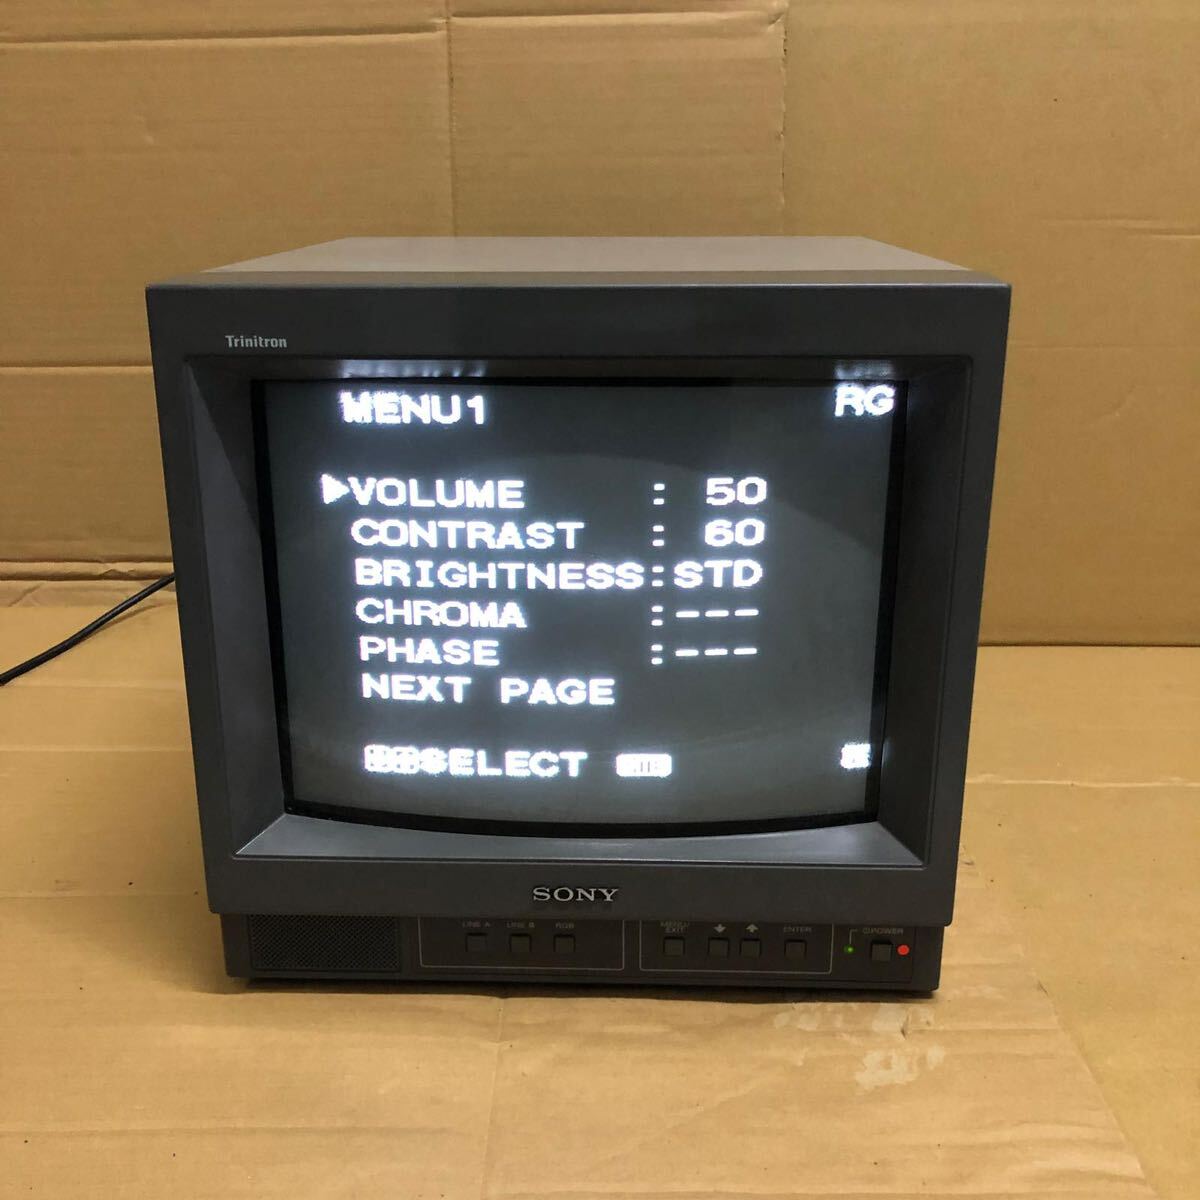 Trinitron
MENU1 RG
▶VOLUME : 50
CONTRAST : 60
BRIGHTNESS:STD
CHROMA :---
PHASE :---
NEXT PAGE
SELECT
SONY
LINE A LINE B RGB MENU/EXIT ENTER POWER